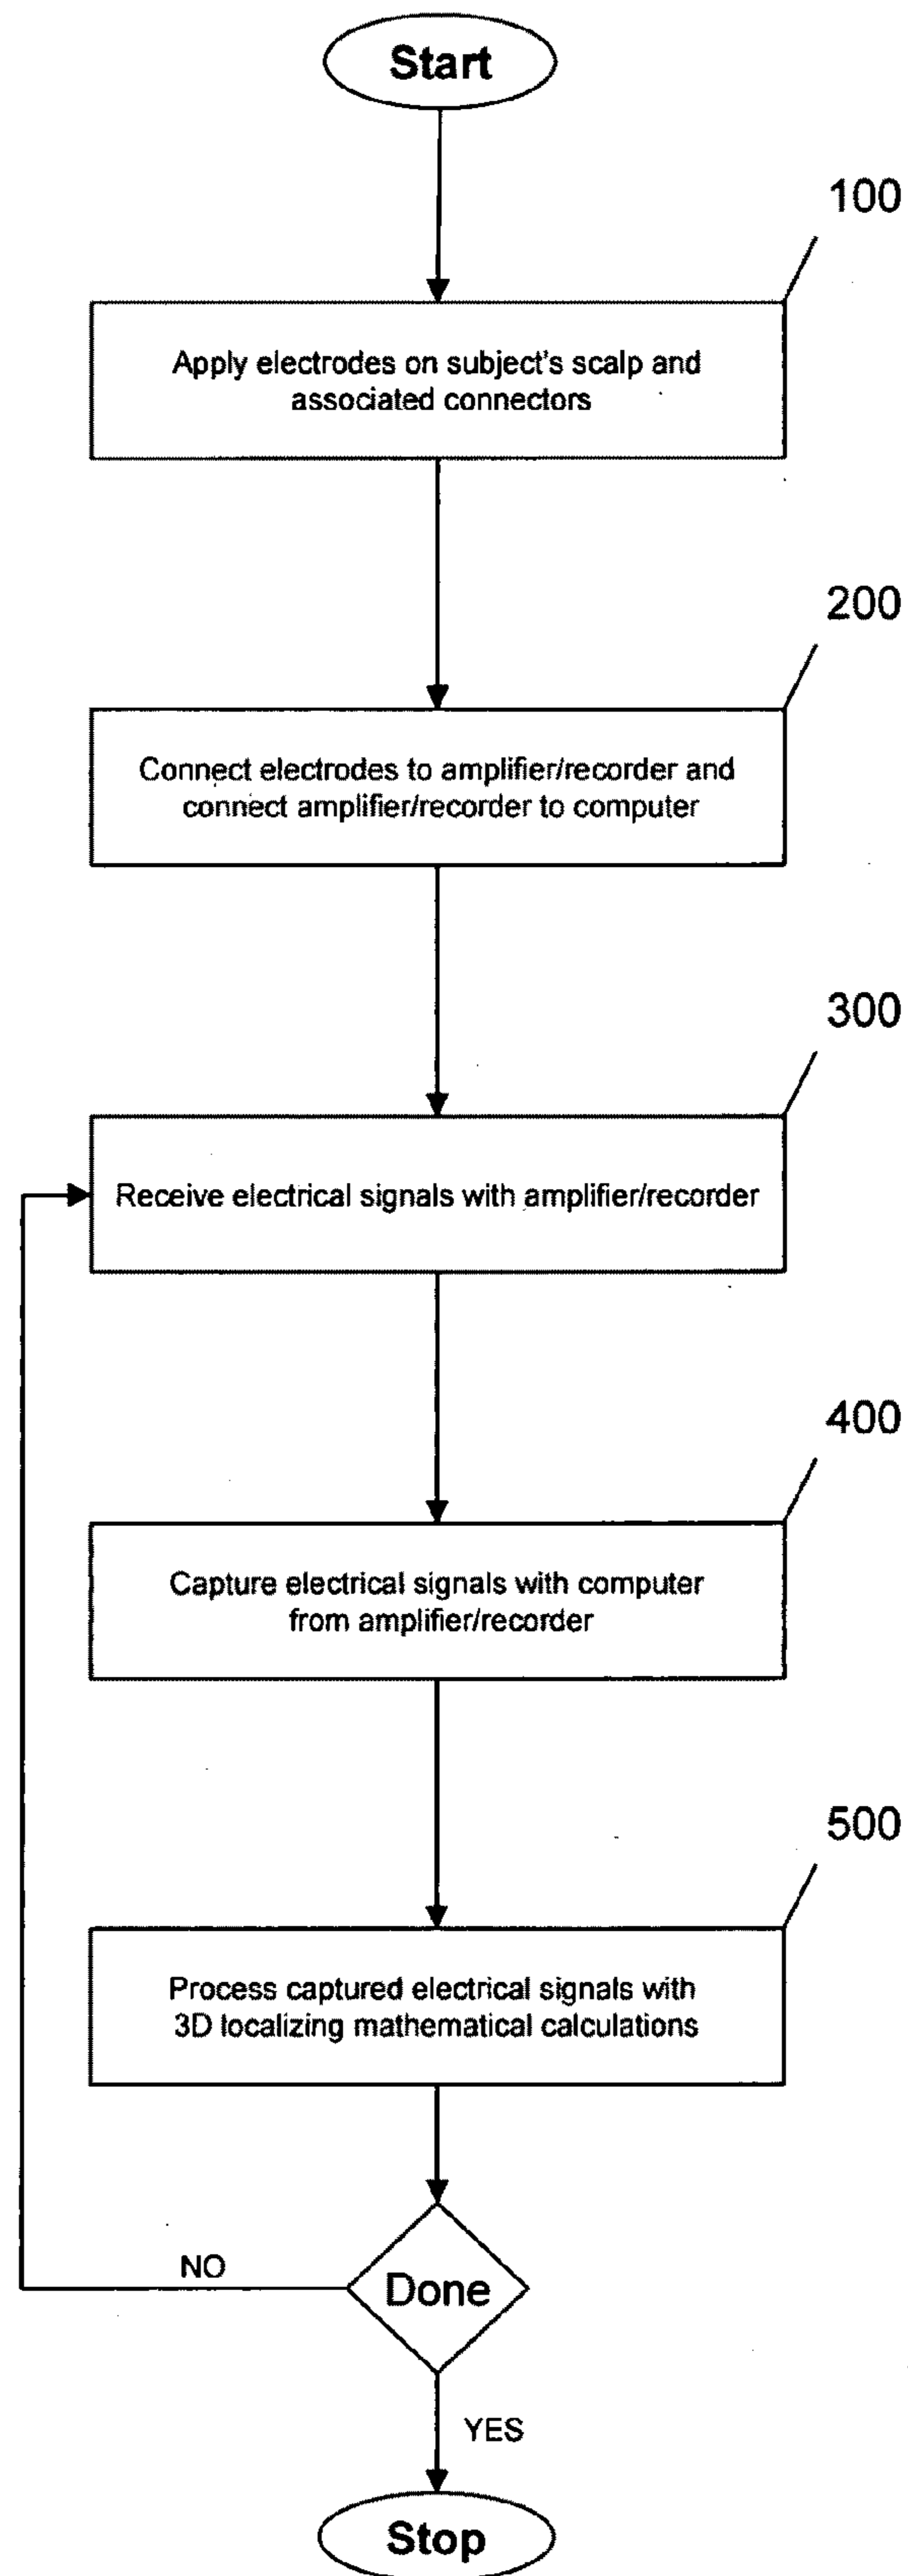 Start
100
Apply electrodes on subject's scalp and
associated connectors
200
Connect electrodes to amplifier/recorder and
connect amplifier/recorder to computer
300
Receive electrical signals with amplifier/recorder
400
Capture electrical signals with computer
from amplifier/recorder
500
Process captured electrical signals with
3D localizing mathematical calculations
NO
Done
YES
Stop